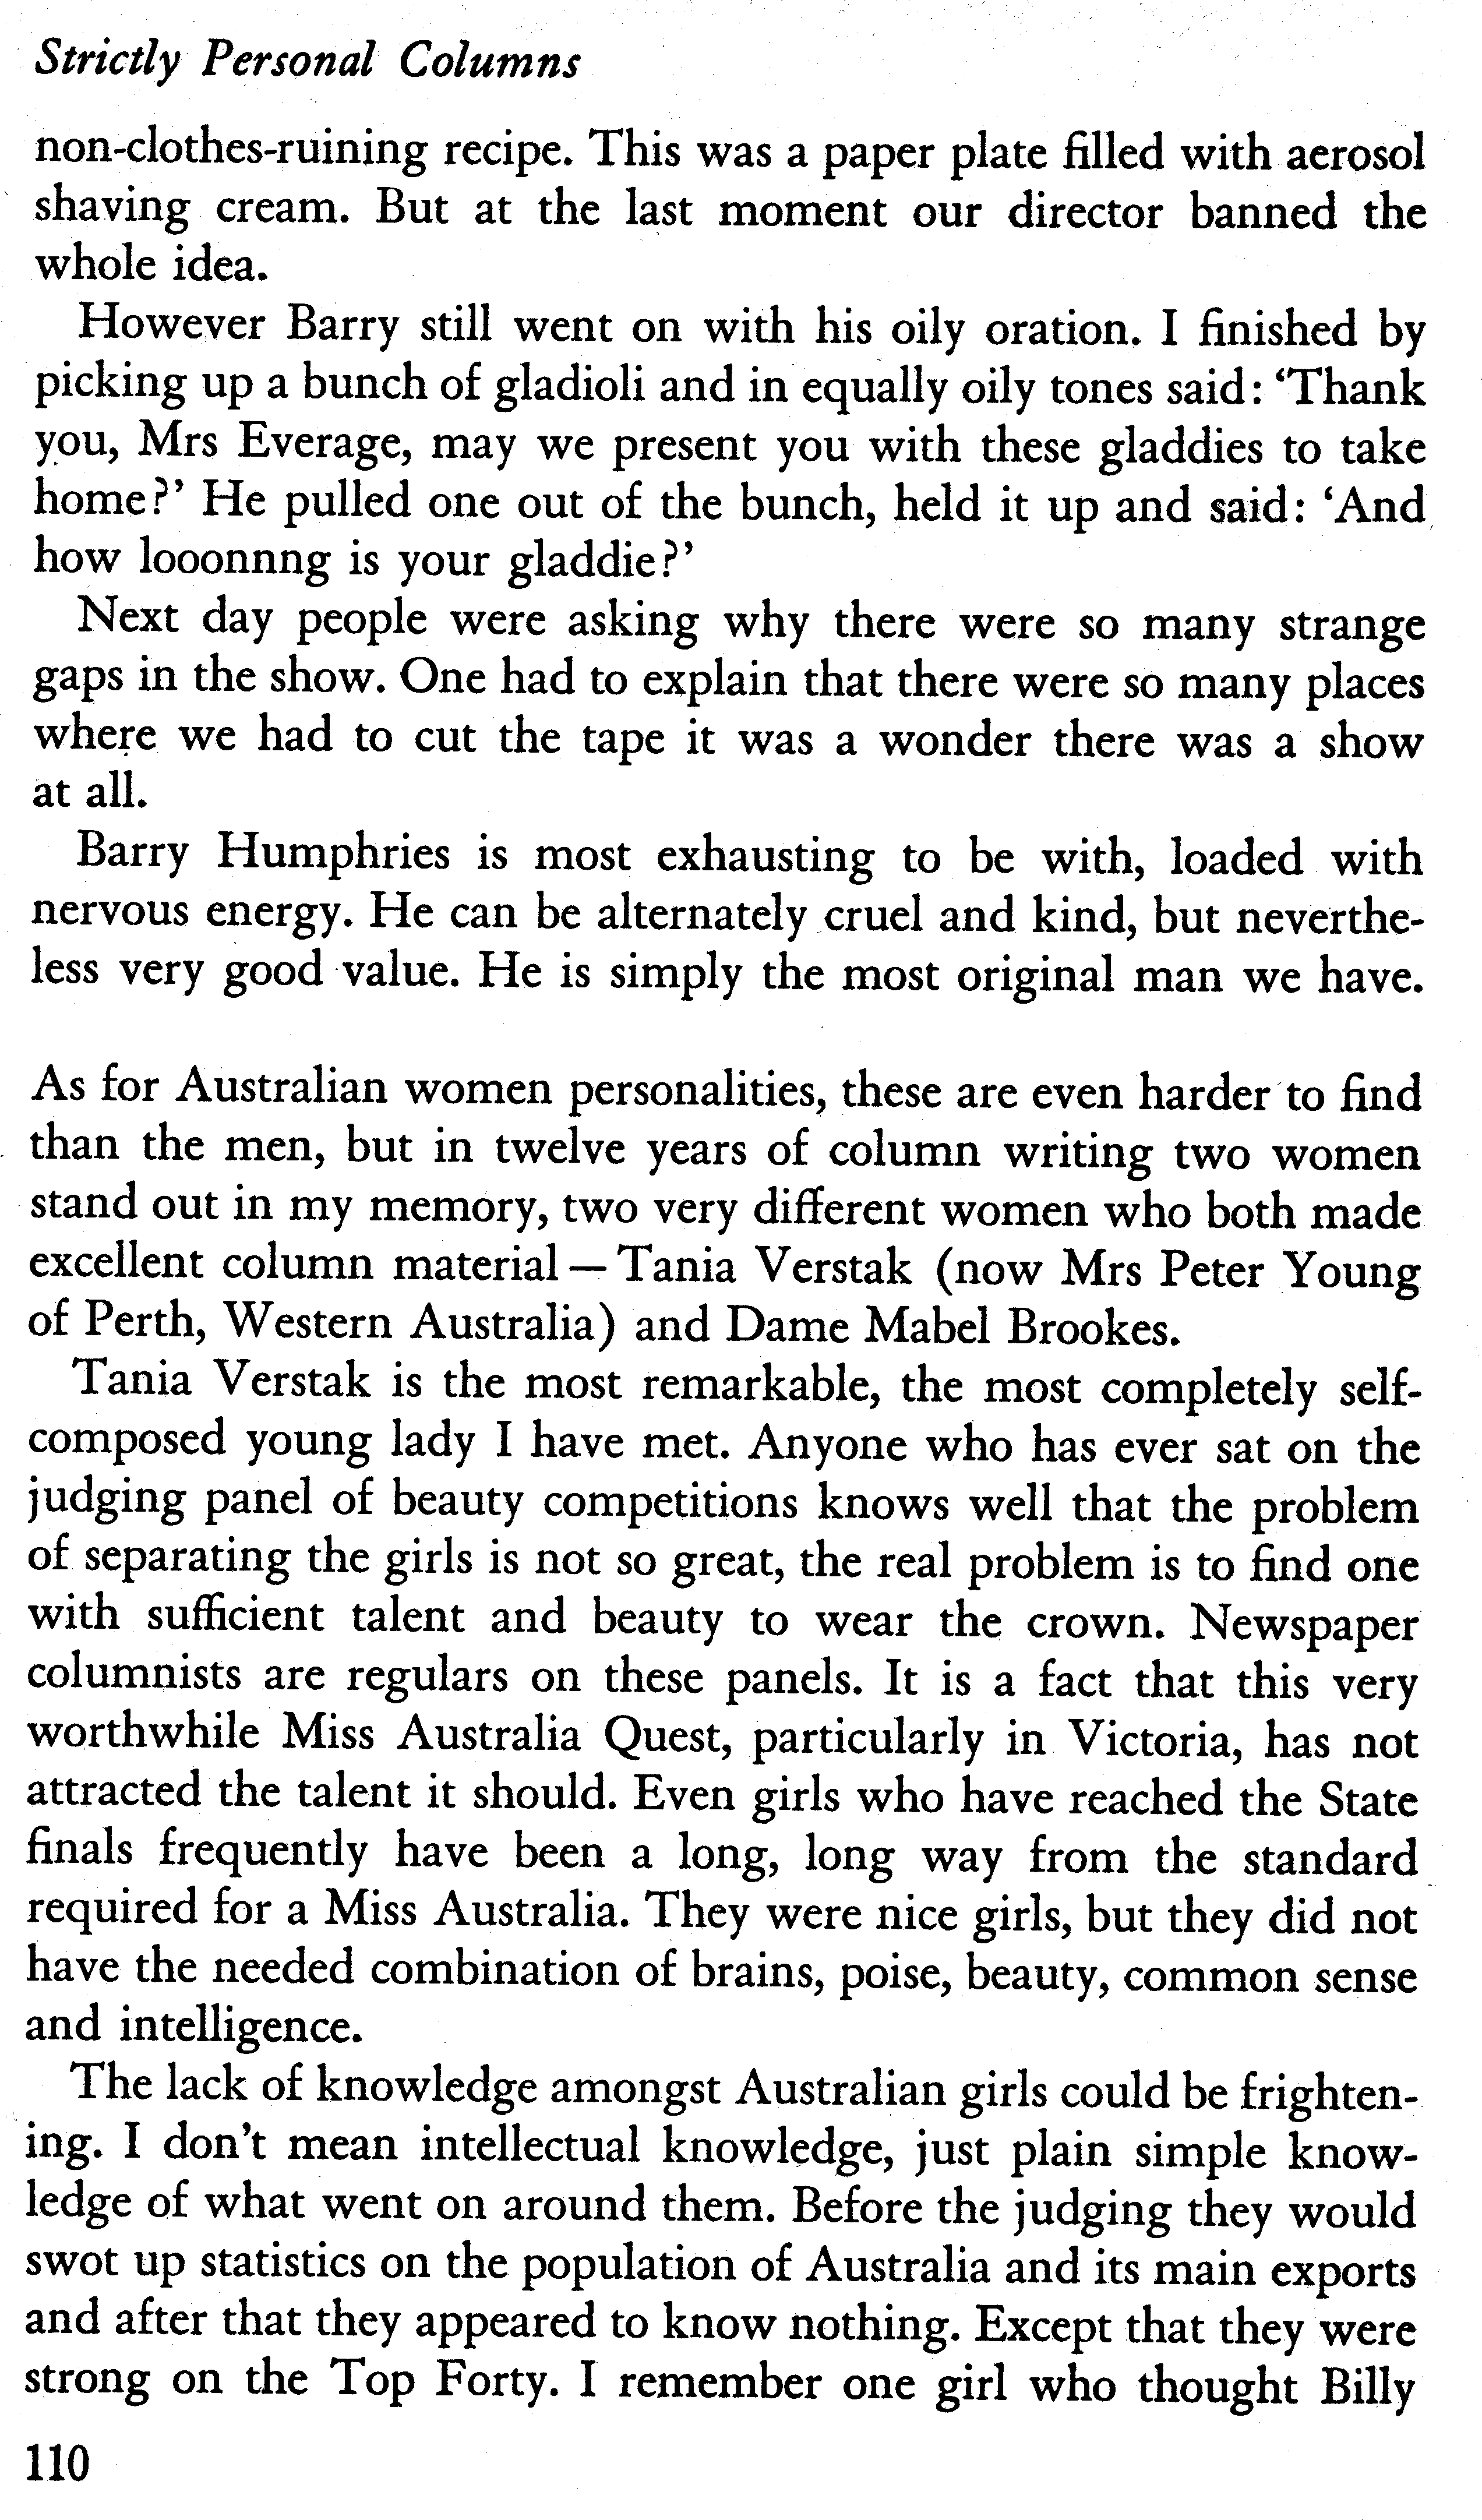 Strictly Personal Columns
non-clothes-ruining recipe. This was a paper plate filled with aerosol
shaving cream. But at the last moment our director banned the
whole idea.
However Barry still went on with his oily oration. I finished by
picking up a bunch of gladioli and in equally oily tones said: ‘Thank
you, Mrs Everage, may we present you with these gladdies to take
home?’ He pulled one out of the bunch, held it up and said: ‘And
how looonnng is your gladdie?’
Next day people were asking why there were so many strange
gaps in the show. One had to explain that there were so many places
where we had to cut the tape it was a wonder there was a show
at all.
Barry Humphries is most exhausting to be with, loaded with
nervous energy. He can be alternately cruel and kind, but neverthe-
less very good value. He is simply the most original man we have.
As for Australian women personalities, these are even harder to find
than the men, but in twelve years of column writing two women
stand out in my memory, two very different women who both made
excellent column material — Tania Verstak (now Mrs Peter Young
of Perth, Western Australia) and Dame Mabel Brookes.
Tania Verstak is the most remarkable, the most completely self-
composed young lady I have met. Anyone who has ever sat on the
judging panel of beauty competitions knows well that the problem
of separating the girls is not so great, the real problem is to find one
with sufficient talent and beauty to wear the crown. Newspaper
columnists are regulars on these panels. It is a fact that this very
worthwhile Miss Australia Quest, particularly in Victoria, has not
attracted the talent it should. Even girls who have reached the State
finals frequently have been a long, long way from the standard
required for a Miss Australia. They were nice girls, but they did not
have the needed combination of brains, poise, beauty, common sense
and intelligence.
The lack of knowledge amongst Australian girls could be frighten-
ing. I don’t mean intellectual knowledge, just plain simple know-
ledge of what went on around them. Before the judging they would
swot up statistics on the population of Australia and its main exports
and after that they appeared to know nothing. Except that they were
strong on the Top Forty. I remember one girl who thought Billy
110